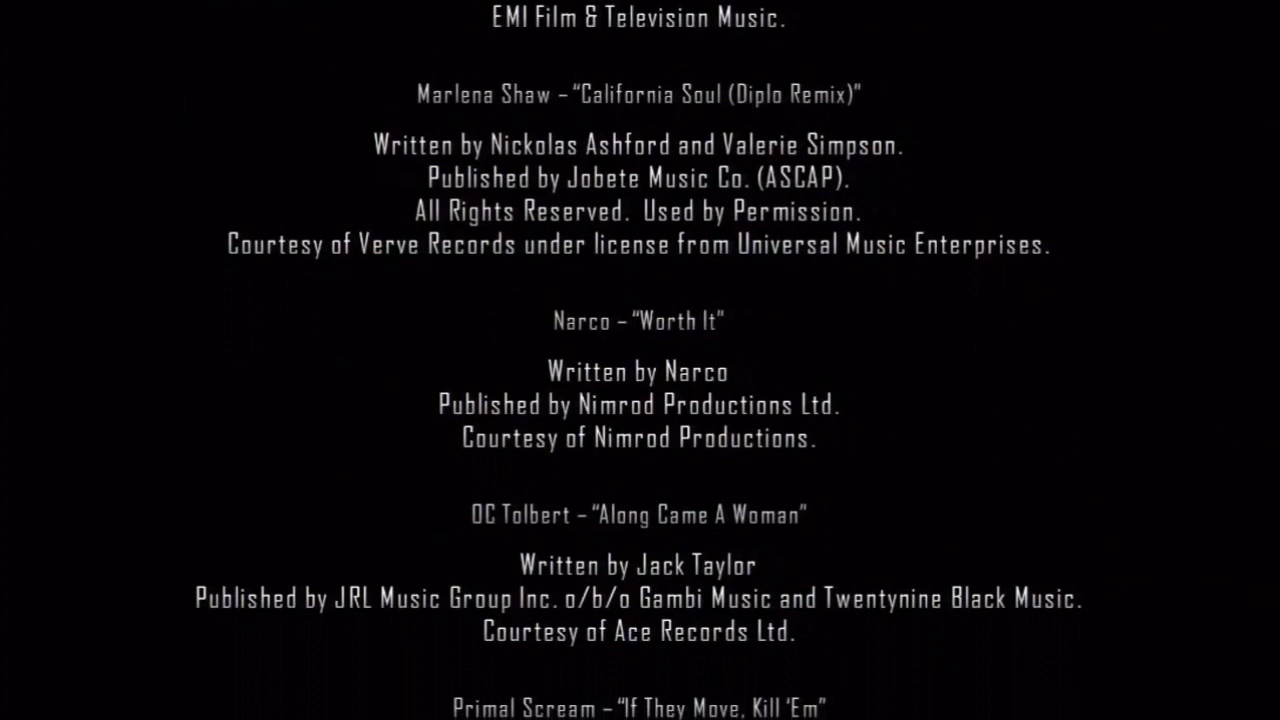 EMI Film & Television Music.
Marlena Shaw – “California Soul (Diplo Remix)”
Written by Nickolas Ashford and Valerie Simpson.
Published by Jobete Music Co. (ASCAP).
All Rights Reserved. Used by Permission.
Courtesy of Verve Records under license from Universal Music Enterprises.
Narco – “Worth It”
Written by Narco
Published by Nimrod Productions Ltd.
Courtesy of Nimrod Productions.
OC Tolbert – “Along Came A Woman”
Written by Jack Taylor
Published by JRL Music Group Inc. o/b/o Gambi Music and Twentynine Black Music.
Courtesy of Ace Records Ltd.
Primal Scream – “If They Move, Kill ‘Em”